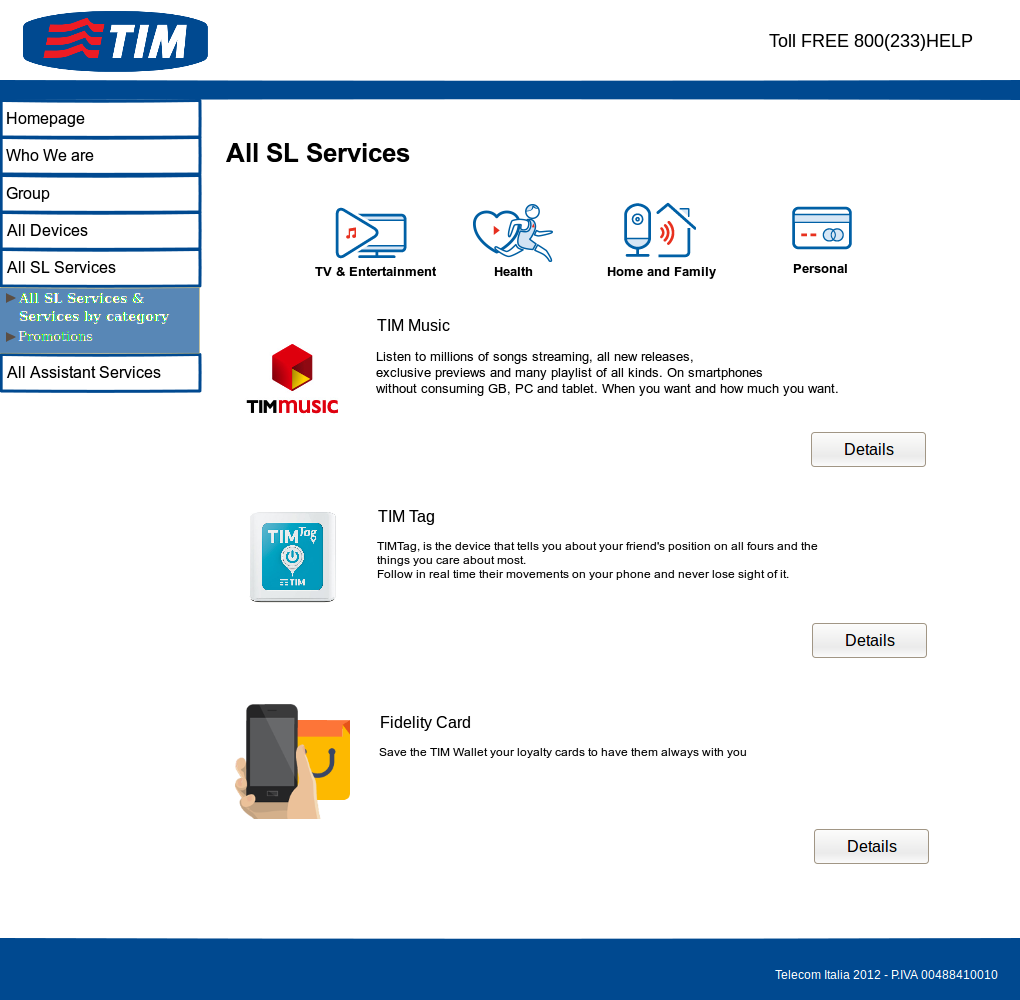 TIM
Toll FREE 800(233)HELP
Homepage
Who We are
Group
All Devices
All SL Services
All SL Services &
Services by category
Promotions
All Assistant Services
All SL Services
TV & Entertainment
Health
Home and Family
Personal
TIM Music
Listen to millions of songs streaming, all new releases,
exclusive previews and many playlist of all kinds. On smartphones
without consuming GB, PC and tablet. When you want and how much you want.
TIMMUSIC
Details
TIM Tag
TIMTag, is the device that tells you about your friend's position on all fours and the
things you care about most.
Follow in real time their movements on your phone and never lose sight of it.
TIMTag
TIM
Details
Fidelity Card
Save the TIM Wallet your loyalty cards to have them always with you
Details
Telecom Italia 2012 - P.IVA 00488410010